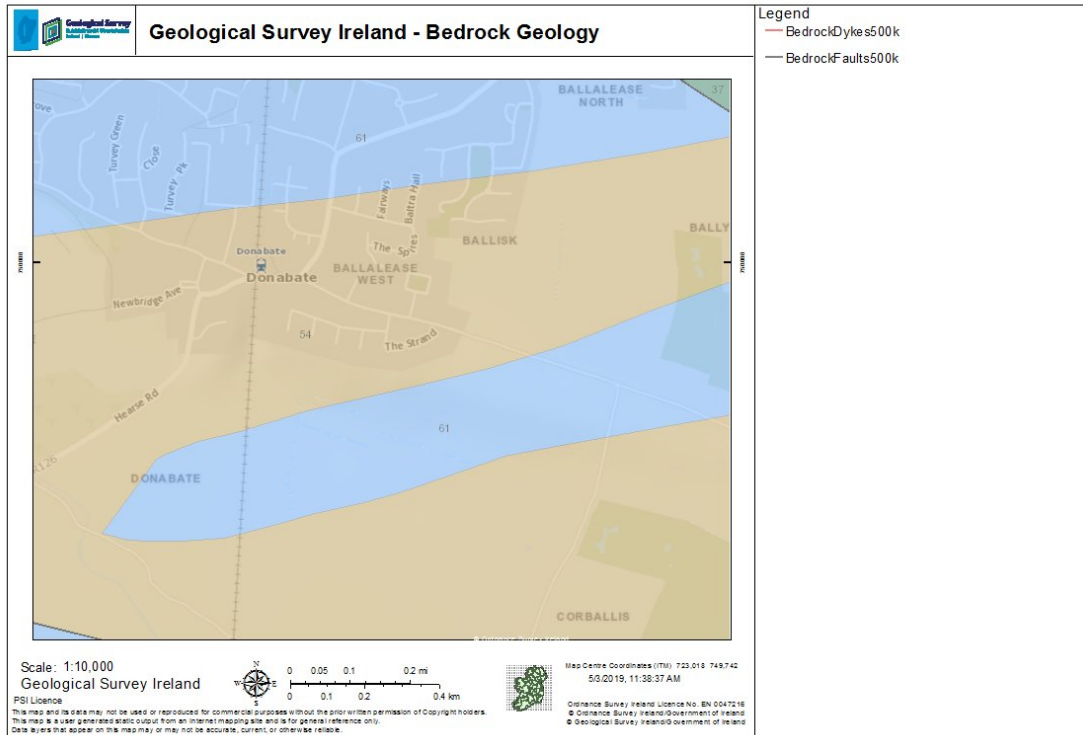 Geological Survey
Geological Survey Ireland - Bedrock Geology
Legend
BedrockDykes500k
BedrockFaults500k
BALLALEASE
NORTH
37
61
Turvey Green
Close
Turvey Pk
Fairways
Baltra Hall
The Spires
BALLISK
BALLY
Donabate
Donabate
BALLALEASE
WEST
750000
750000
Newbridge Ave
54
The Strand
Hearse Rd
61
R126
DONABATE
CORBALLIS
© Ordnance Survey Ireland
Scale: 1:10,000
Geological Survey Ireland
PSI Licence
N
W E
S
0 0.05 0.1 0.2 mi
0 0.1 0.2 0.4 km
Map Centre Coordinates (ITM) 723,013 749,742
5/3/2019, 11:38:37 AM
Ordnance Survey Ireland Licence No. EN 0047216
© Ordnance Survey Ireland/Government of Ireland
© Geological Survey Ireland/Government of Ireland
This map and its data may not be used or reproduced for commercial purposes without the prior written permission of Copyright holders.
This map is a user generated static output from an Internet mapping site and is for general reference only.
Data layers that appear on this map may or may not be accurate, current, or otherwise reliable.